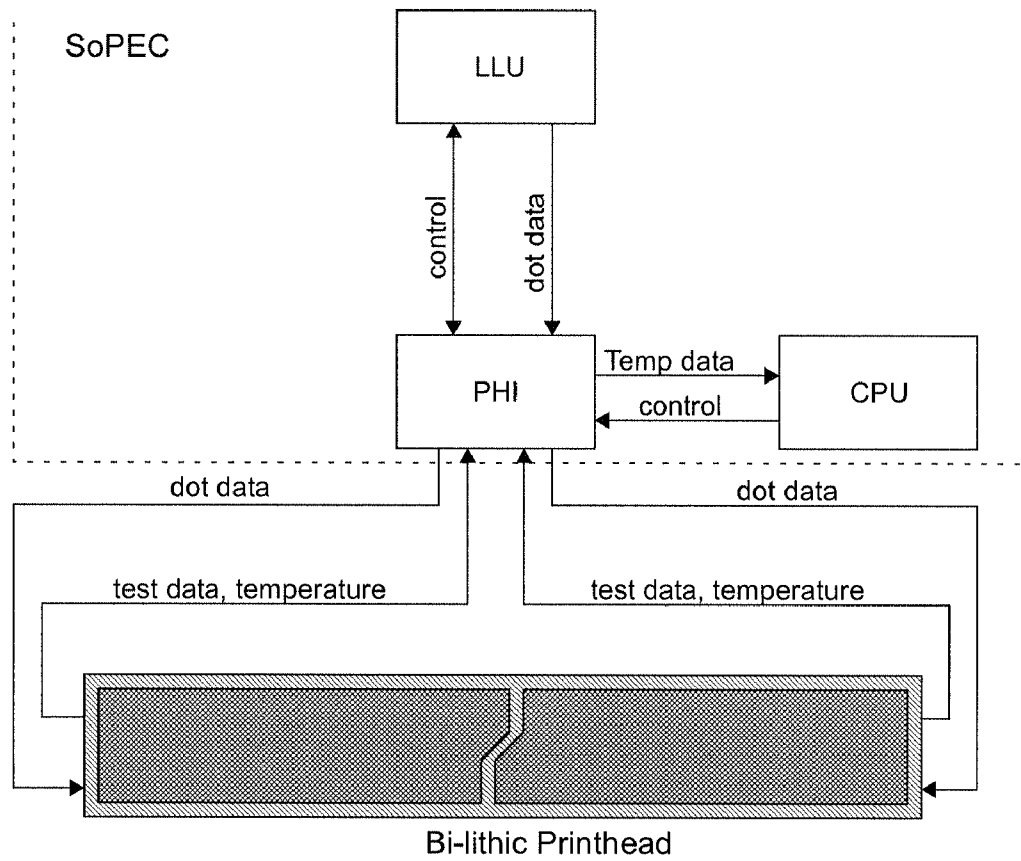 SoPEC
LLU
control
dot data
PHI
Temp data
control
CPU
dot data
dot data
test data, temperature
test data, temperature
Bi-lithic Printhead